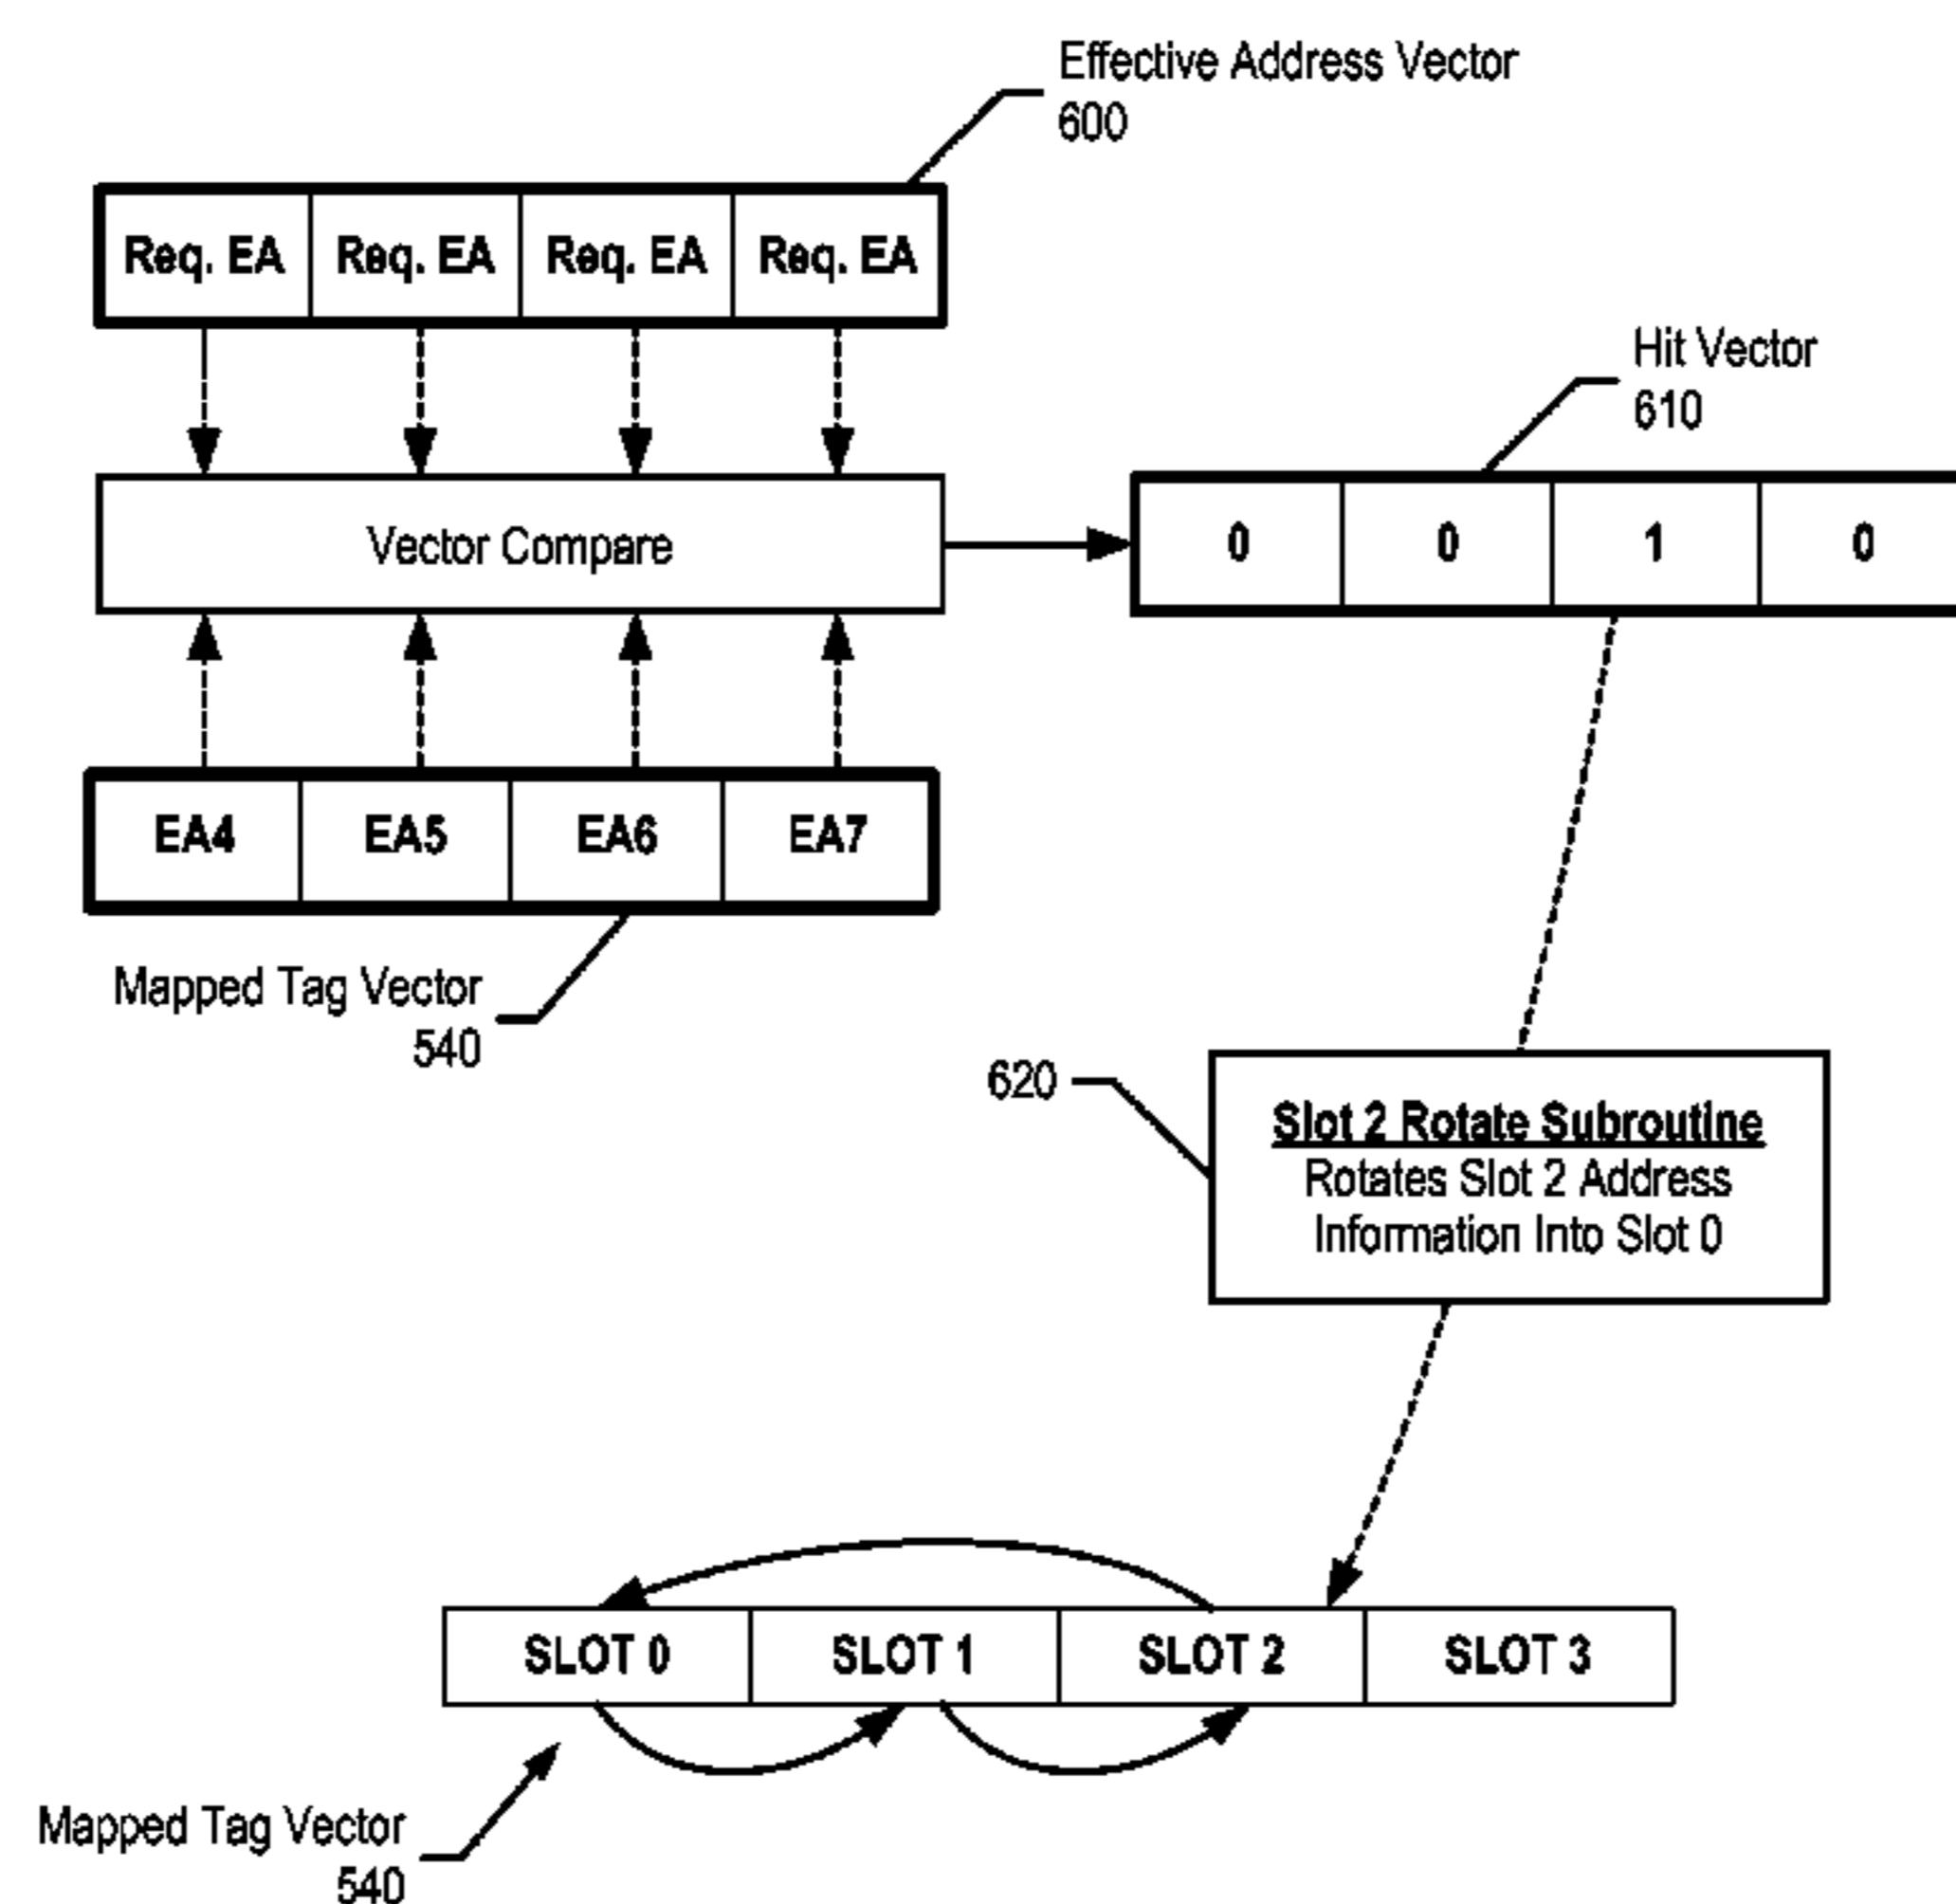 Effective Address Vector
600
Req. EA Req. EA Req. EA Req. EA
Hit Vector
610
Vector Compare
0 0 1 0
EA4 EA5 EA6 EA7
Mapped Tag Vector
540
620
Slot 2 Rotate Subroutine
Rotates Slot 2 Address
Information Into Slot 0
SLOT 0 SLOT 1 SLOT 2 SLOT 3
Mapped Tag Vector
540